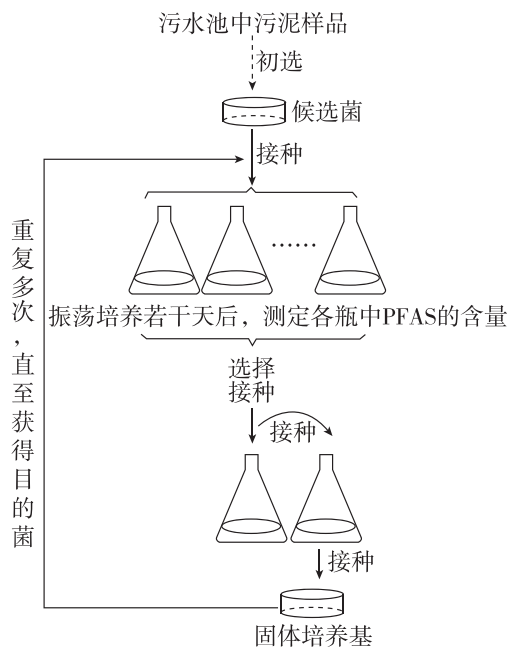 污水池中污泥样品
初选
候选菌
接种
重复多次,直至获得目的菌
······
振荡培养若干天后，测定各瓶中PFAS的含量
选择
接种
接种
接种
固体培养基